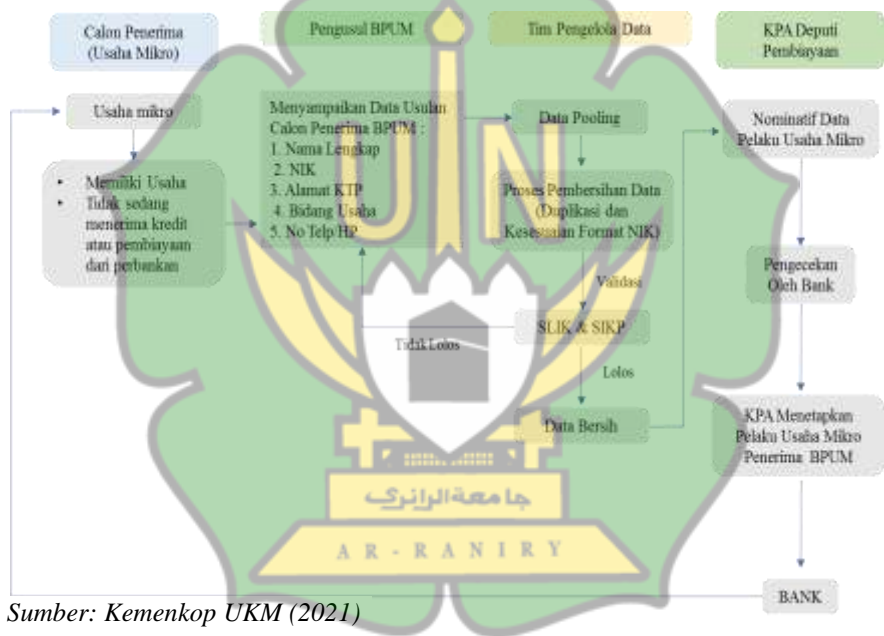 Calon Penerima
(Usaha Mikro)
Pengusul BPUM
Tim Pengelola Data
KPA Deputi
Pembiayaan
Usaha mikro
• Memiliki Usaha
• Tidak sedang
menerima kredit
atau pembiayaan
dari perbankan
Menyampaikan Data Usulan
Calon Penerima BPUM :
1. Nama Lengkap
2. NIK
3. Alamat KTP
4. Bidang Usaha
5. No Telp HP
Data Pooling
Proses Pembersihan Data
(Duplikasi dan
Kesesuaian Format NIK)
Validasi
SLIK & SIKP
Tidak Lolos
Lolos
Data Bersih
Nominatif Data
Pelaku Usaha Mikro
Pengecekan
Oleh Bank
KPA Menetapkan
Pelaku Usaha Mikro
Penerima BPUM
BANK
UIN
جامعة الرانري
AR-RANIRY
Sumber: Kemenkop UKM (2021)